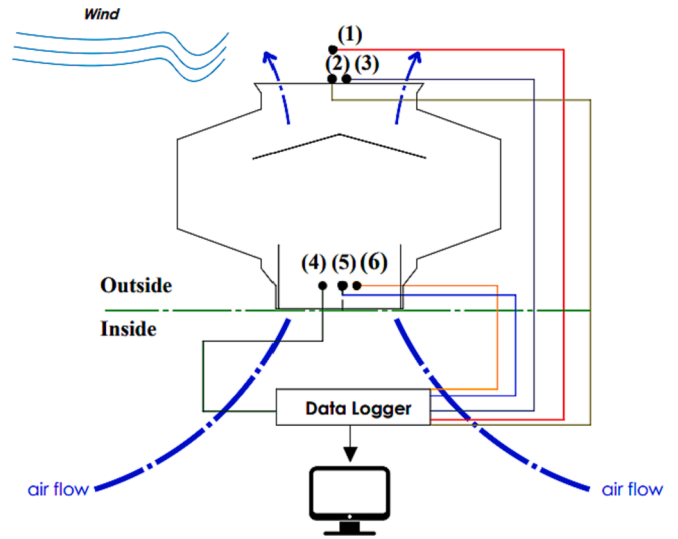 Wind
(1)
(2) (3)
(4) (5) (6)
Outside
Inside
Data Logger
air flow
air flow